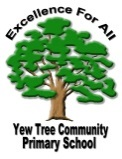 Excellence For All
Yew Tree Community
Primary School